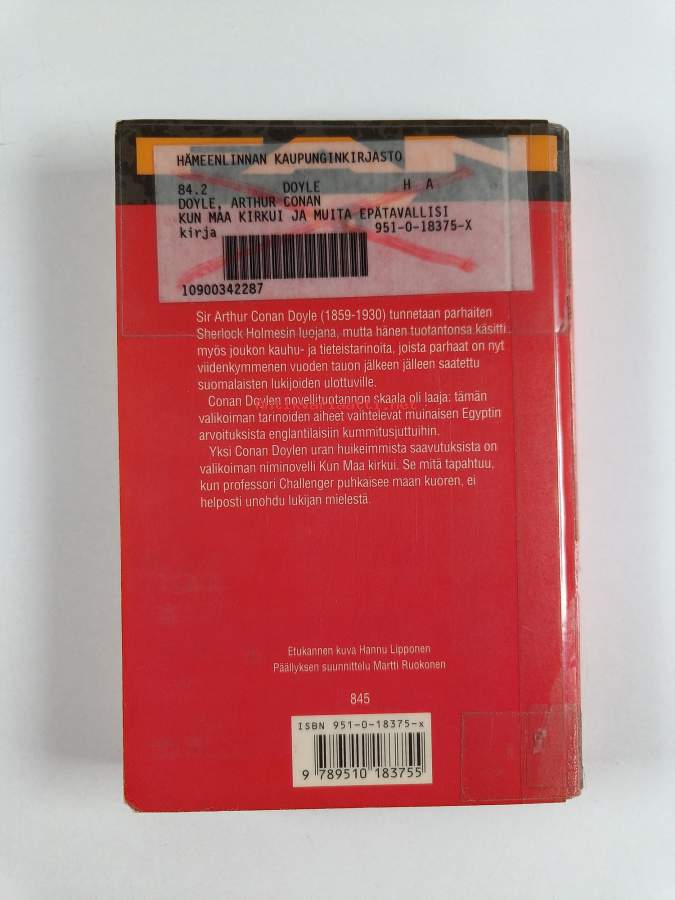 HÄMEENLINNAN KAUPUNGINKIRJASTO
84.2 DOYLE H A
DOYLE, ARTHUR CONAN
KUN MAA KIRKUI JA MUITA EPÄTAVALLISI
kirja 951-0-18375-X
10900342287
Sir Arthur Conan Doyle (1859-1930) tunnetaan parhaiten
Sherlock Holmesin luojana, mutta hänen tuotantonsa käsitti
myös joukon kauhu- ja tieteistarinoita, joista parhaat on nyt
viidenkymmenen vuoden tauon jälkeen jälleen saatettu
suomalaisten lukijoiden ulottuville.
Conan Doylen novellituotannon skaala oli laaja: tämän
antikvariaatti.net
valikoiman tarinoiden aiheet vaihtelevat muinaisen Egyptin
arvoituksista englantilaisiin kummitusjuttuihin.
Yksi Conan Doylen uran huikeimmista saavutuksista on
valikoiman niminovelli Kun Maa kirkui. Se mitä tapahtuu,
kun professori Challenger puhkaisee maan kuoren, ei
helposti unohdu lukijan mielestä.
Etukannen kuva Hannu Lipponen
Päällyksen suunnittelu Martti Ruokonen
845
ISBN 951-0-18375-x
9 789510 183755